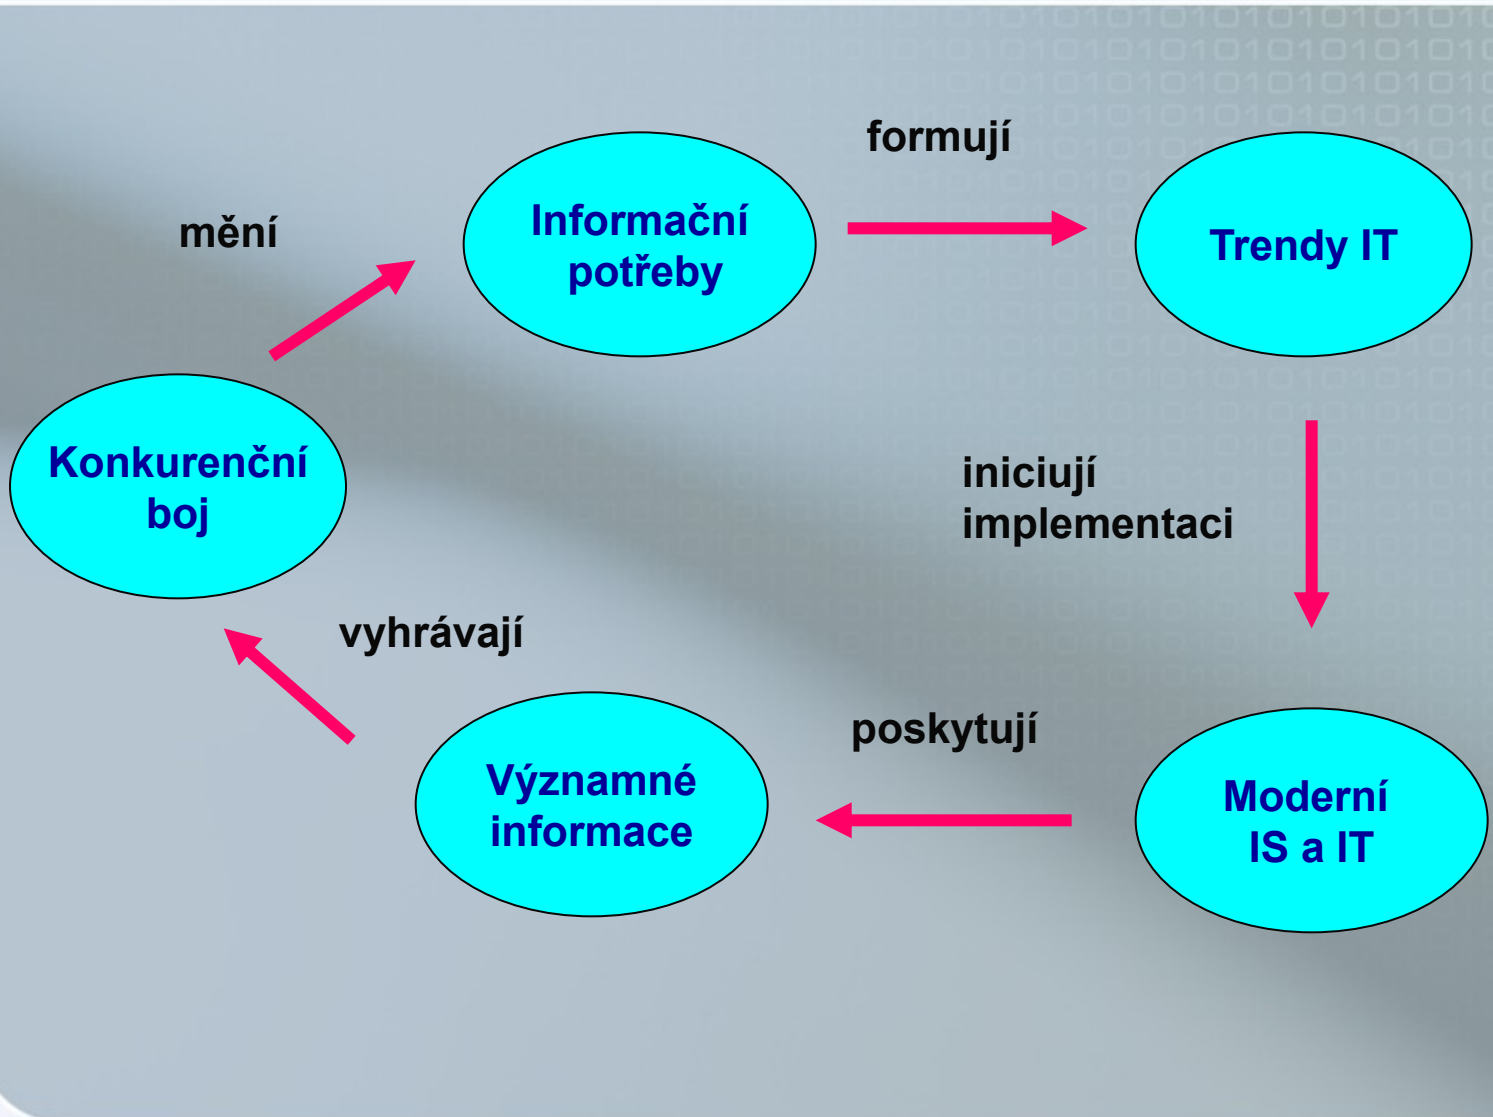 formují
Informační
potřeby
Trendy IT
mění
Konkurenční
boj
iniciují
implementaci
vyhrávají
poskytují
Významné
informace
Moderní
IS a IT